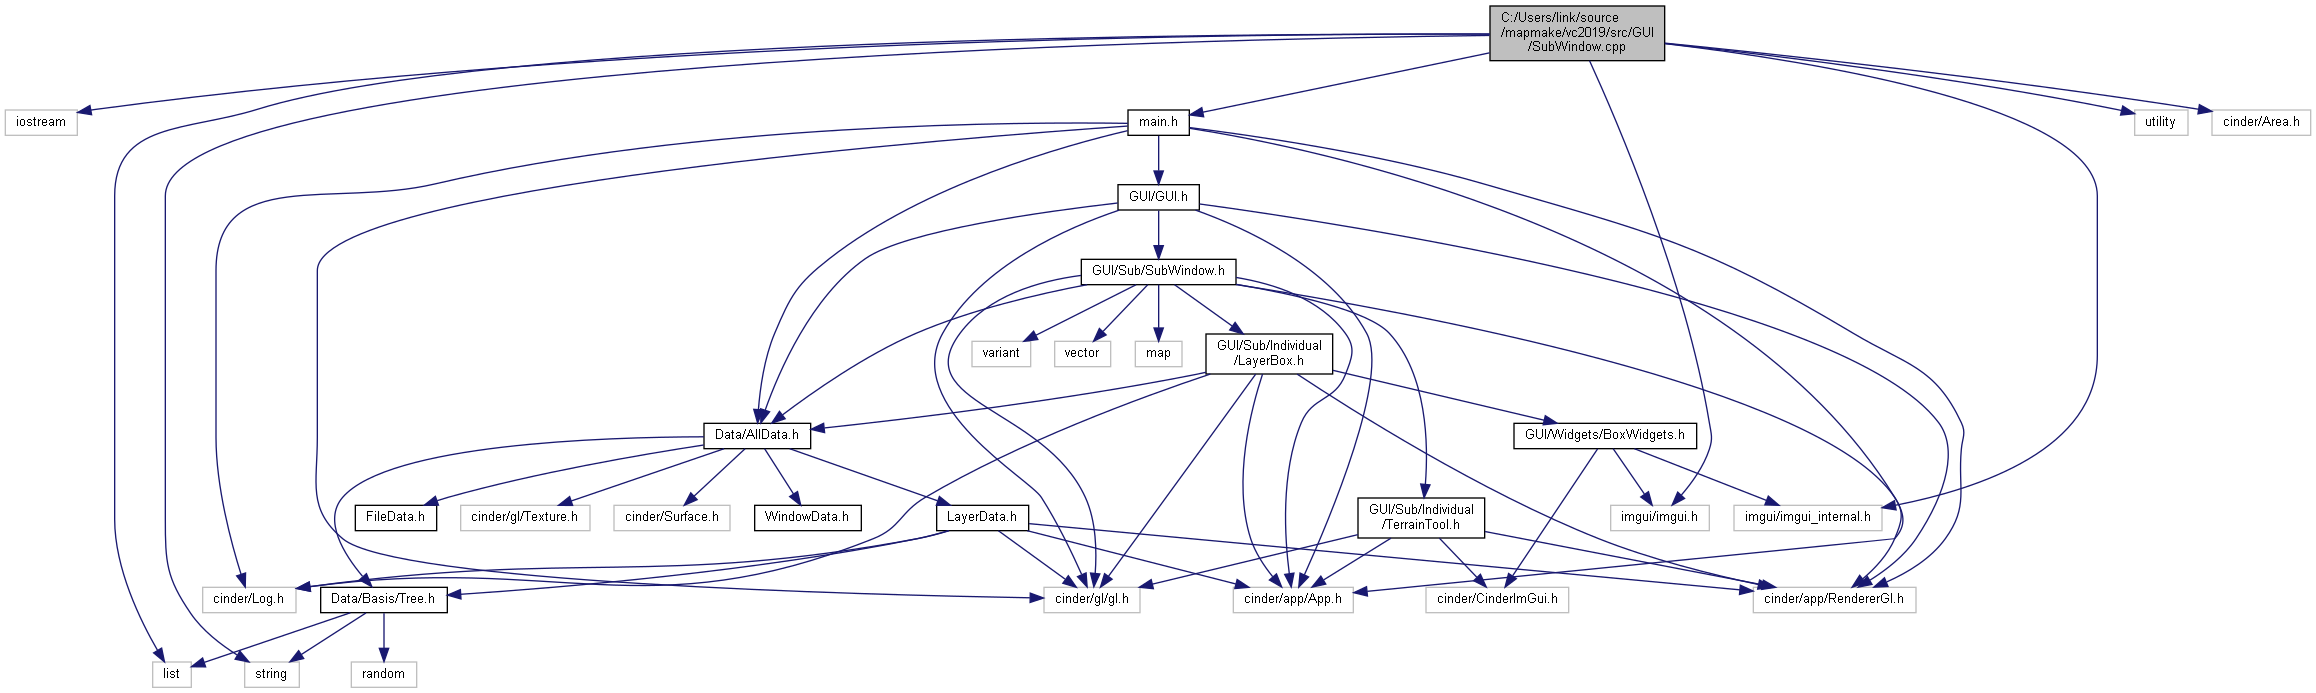 C:/Users/link/source
/mapmake/vc2019/src/GUI
/SubWindow.cpp
iostream
main.h
utility
cinder/Area.h
GUI/GUI.h
GUI/Sub/SubWindow.h
variant
vector
map
GUI/Sub/Individual
/LayerBox.h
Data/AllData.h
GUI/Widgets/BoxWidgets.h
FileData.h
cinder/gl/Texture.h
cinder/Surface.h
WindowData.h
LayerData.h
GUI/Sub/Individual
/TerrainTool.h
imgui/imgui.h
imgui/imgui_internal.h
cinder/Log.h
Data/Basis/Tree.h
cinder/gl/gl.h
cinder/app/App.h
cinder/CinderImGui.h
cinder/app/RendererGl.h
list
string
random